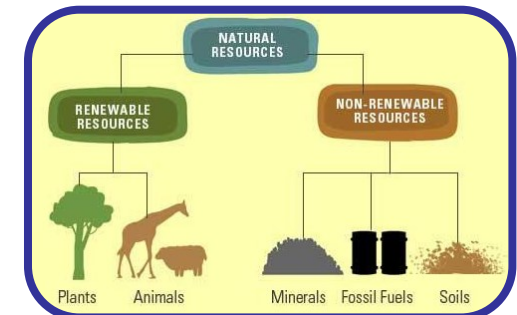 NATURAL
RESOURCES
RENEWABLE
RESOURCES
NON-RENEWABLE
RESOURCES
Plants Animals Minerals Fossil Fuels Soils